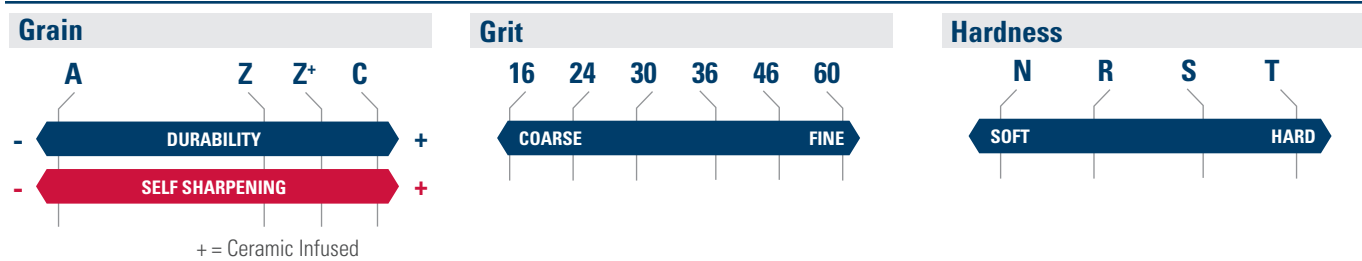 Grain
A Z Z+ C
- DURABILITY +
- SELF SHARPENING +
+ = Ceramic Infused
Grit
16 24 30 36 46 60
COARSE FINE
Hardness
N R S T
SOFT HARD